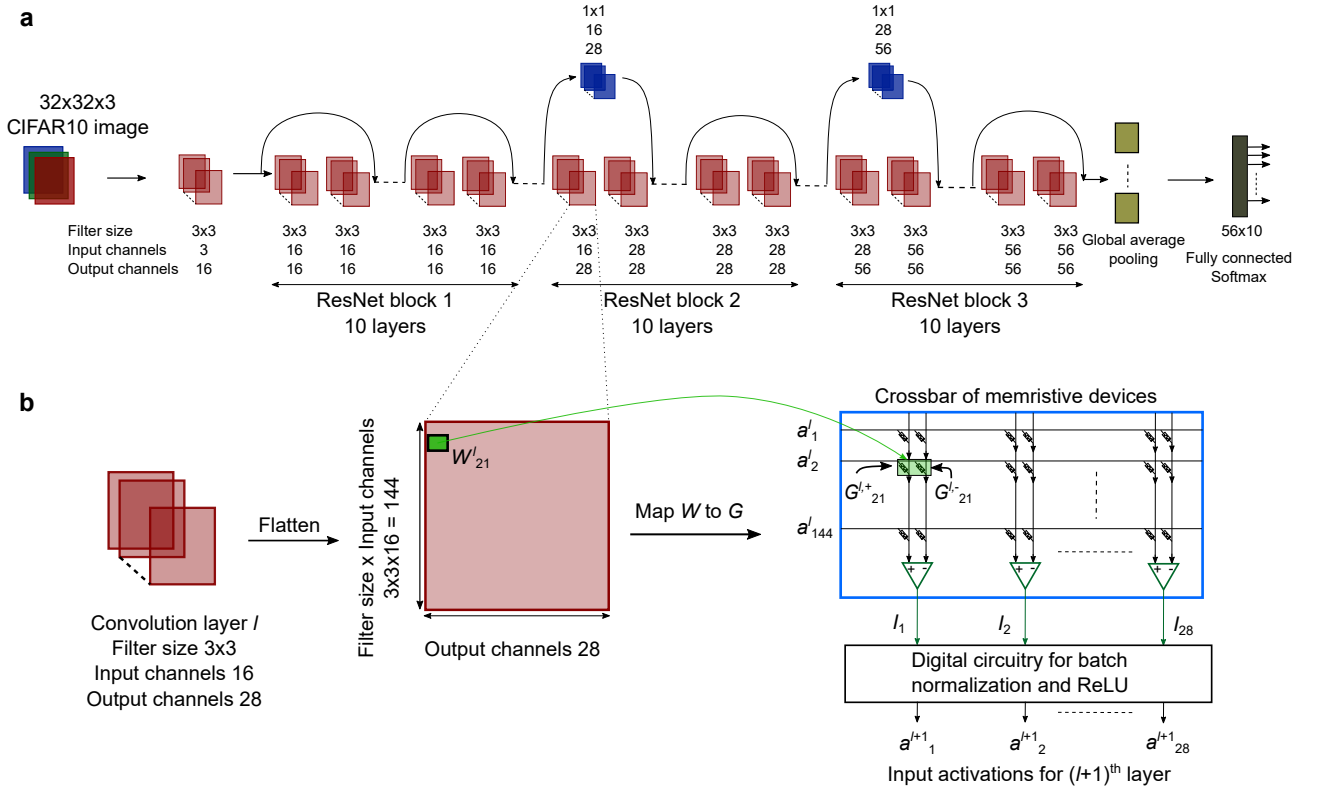 a
1x1
16
28
1x1
28
56
32x32x3
CIFAR10 image
Filter size 3x3 3x3 3x3 3x3 3x3 3x3 3x3 3x3 3x3 3x3 3x3 3x3 3x3
Input channels 3 16 16 16 16 16 28 28 28 28 56 56 56
Output channels 16 16 16 16 16 28 28 28 28 56 56 56 56
Global average
pooling
56x10
Fully connected
Softmax
ResNet block 1
10 layers
ResNet block 2
10 layers
ResNet block 3
10 layers
b
Convolution layer l
Filter size 3x3
Input channels 16
Output channels 28
Flatten
Filter size x Input channels
3x3x16 = 144
W^l_21
Output channels 28
Map W to G
Crossbar of memristive devices
a^l_1
a^l_2
G^l,+_21
G^l,-_21
a^l_144
+ - + - + -
I_1 I_2 I_28
Digital circuitry for batch
normalization and ReLU
a^l+1_1 a^l+1_2 a^l+1_28
Input activations for (l+1)^th layer